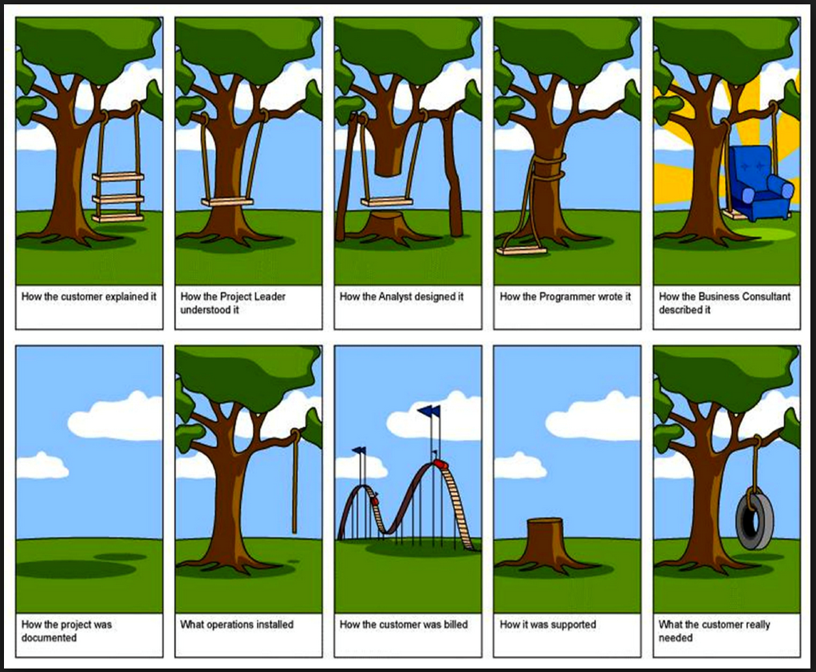 How the customer explained it
How the Project Leader
understood it
How the Analyst designed it
How the Programmer wrote it
How the Business Consultant
described it
How the project was
documented
What operations installed
How the customer was billed
How it was supported
What the customer really
needed